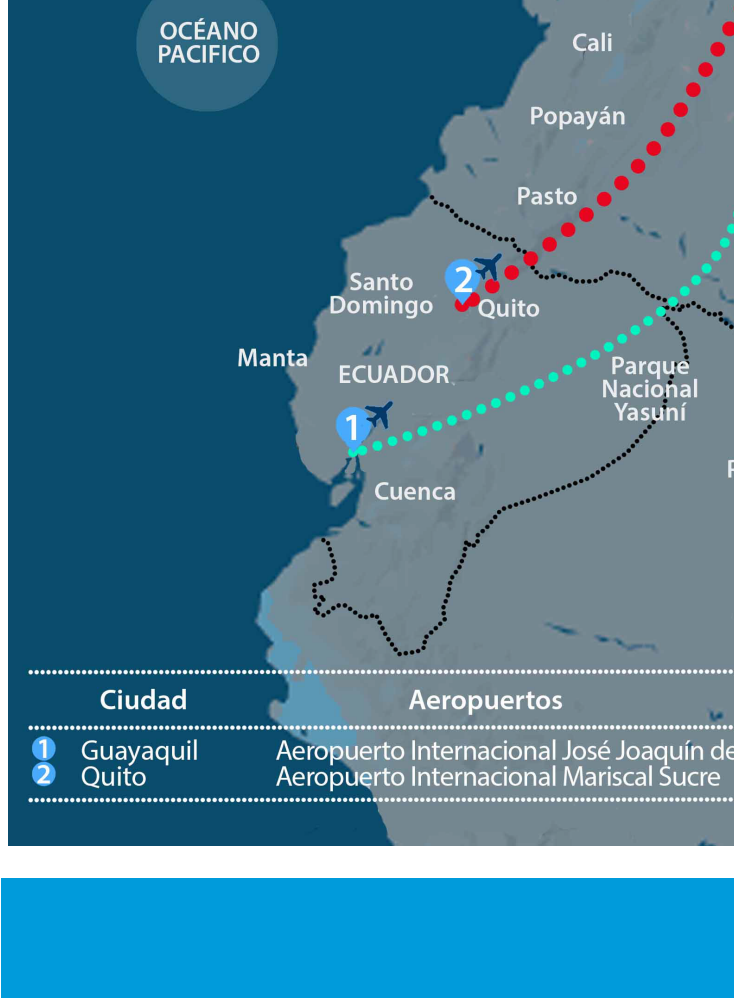 OCÉANO
PACIFICO
Cali
Popayán
Pasto
2
Santo
Domingo
Quito
Manta
ECUADOR
Parque
Nacional
Yasuní
1
Cuenca
Ciudad Aeropuertos
1 Guayaquil Aeropuerto Internacional José Joaquín de
2 Quito Aeropuerto Internacional Mariscal Sucre